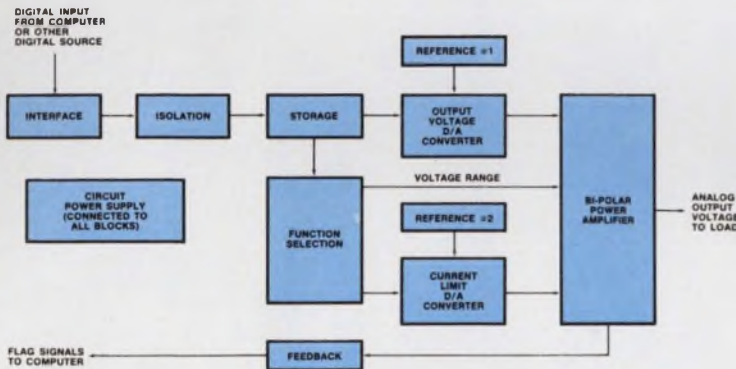 DIGITAL INPUT
FROM COMPUTER
OR OTHER
DIGITAL SOURCE
REFERENCE #1
INTERFACE
ISOLATION
STORAGE
OUTPUT
VOLTAGE
D/A
CONVERTER
VOLTAGE RANGE
CIRCUIT
POWER SUPPLY
(CONNECTED TO
ALL BLOCKS)
FUNCTION
SELECTION
REFERENCE #2
BI-POLAR
POWER
AMPLIFIER
ANALOG
OUTPUT
VOLTAGE
TO LOAD
CURRENT
LIMIT
D/A
CONVERTER
FLAG SIGNALS
TO COMPUTER
FEEDBACK